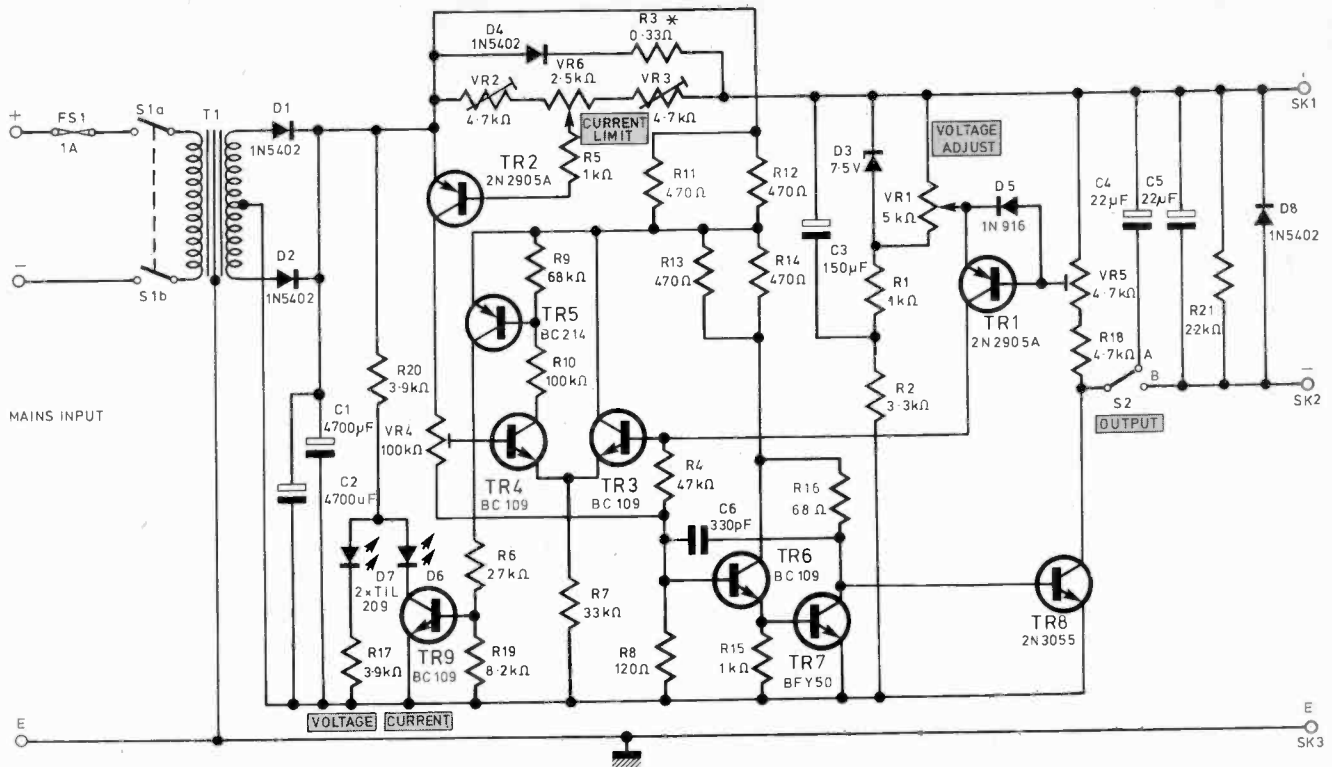 R3 *
0·33Ω
D4
1N5402
VR6
2·5kΩ
VR2
4·7kΩ
VR3
4·7kΩ
CURRENT
LIMIT
R5
1kΩ
+
FS1
1A
S1a
S1b
T1
D1
1N5402
D2
1N5402
−
MAINS INPUT
TR2
2N2905A
R11
470Ω
R12
470Ω
R13
470Ω
R14
470Ω
D3
7·5V
VOLTAGE
ADJUST
VR1
5kΩ
D5
1N916
TR1
2N2905A
C3
150µF
R1
1kΩ
R2
3·3kΩ
C4
22µF
C5
22µF
D8
1N5402
SK1
VR5
4·7kΩ
R18
4·7kΩ
R21
2·2kΩ
A
B
S2
OUTPUT
−
SK2
R9
68kΩ
TR5
BC214
R10
100kΩ
R20
3·9kΩ
C1
4700µF
C2
4700uF
VR4
100kΩ
TR4
BC109
TR3
BC109
R4
47kΩ
C6
330pF
R16
68Ω
TR6
BC109
TR7
BFY50
TR8
2N3055
D7
2xTiL
209
D6
R6
27kΩ
R7
33kΩ
R8
120Ω
R15
1kΩ
R17
3·9kΩ
TR9
BC109
R19
8·2kΩ
VOLTAGE
CURRENT
E
E
SK3